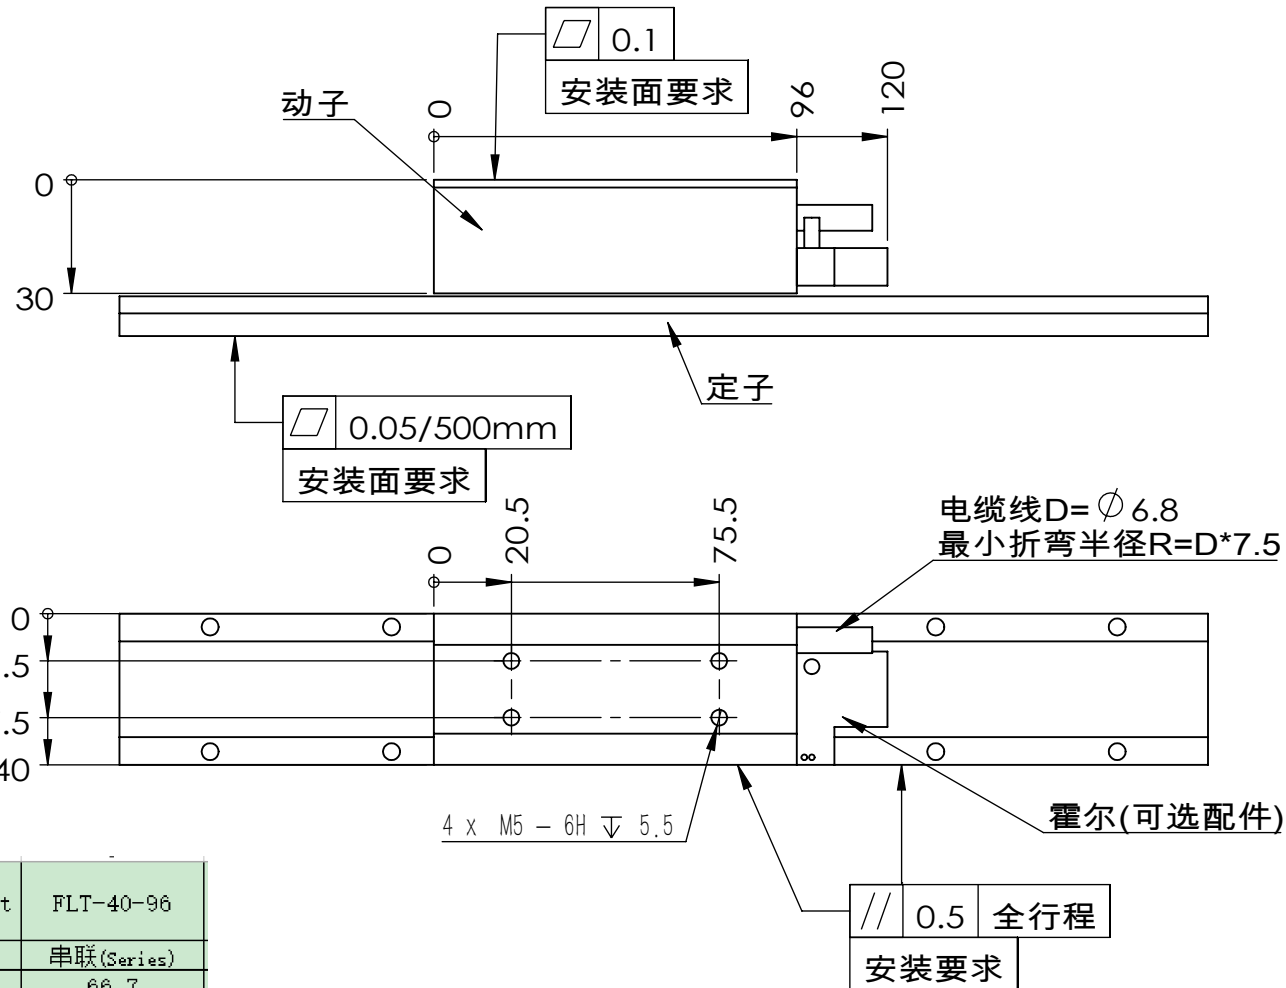 0.1
安装面要求
动子
0
96
120
0
30
定子
0.05/500mm
安装面要求
0
20.5
75.5
电缆线D=∅6.8
最小折弯半径R=D*7.5
0
.5
.5
40
4 x M5 - 6H ↧ 5.5
霍尔(可选配件)
// 0.5 全行程
安装要求
t FLT-40-96
串联(Series)
66.7